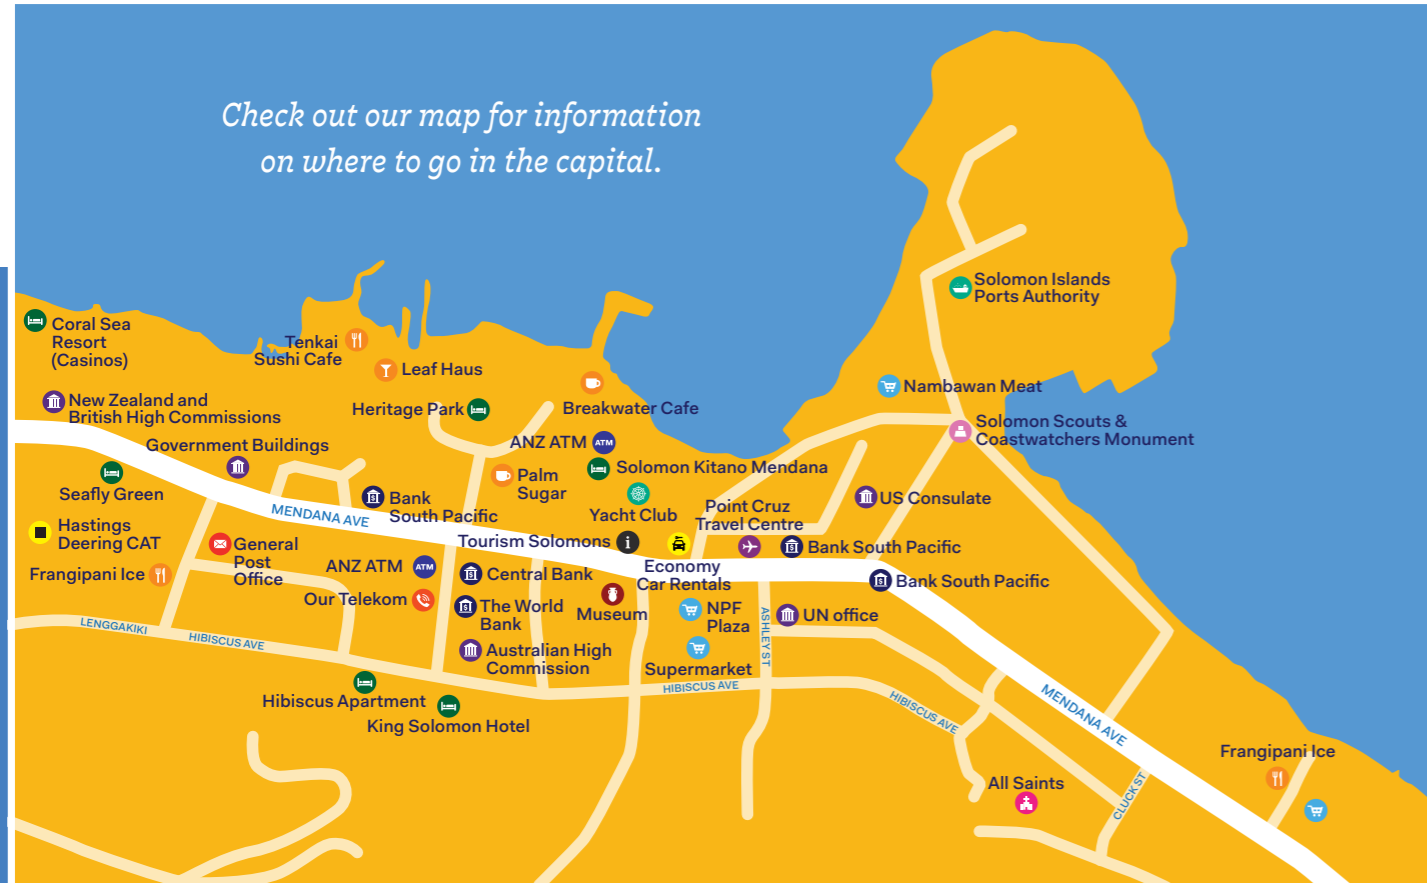 Check out our map for information
on where to go in the capital.
Solomon Islands
Ports Authority
Coral Sea
Resort
(Casinos)
Tenkai
Sushi Cafe
Leaf Haus
New Zealand and
British High Commissions
Heritage Park
Breakwater Cafe
Nambawan Meat
Solomon Scouts &
Coastwatchers Monument
Government Buildings
ANZ ATM
ATM
Seafly Green
Palm
Sugar
Solomon Kitano Mendana
Bank
South Pacific
MENDANA AVE
Yacht Club
Point Cruz
Travel Centre
US Consulate
Hastings
Deering CAT
General
Post
Office
Tourism Solomons
i
Bank South Pacific
Frangipani Ice
ANZ ATM
ATM
Central Bank
Economy
Car Rentals
Bank South Pacific
Our Telekom
The World
Bank
Museum
NPF
Plaza
ASHLEY ST
UN office
LENGGAKIKI
HIBISCUS AVE
Australian High
Commission
Supermarket
HIBISCUS AVE
Hibiscus Apartment
King Solomon Hotel
HIBISCUS AVE
MENDANA AVE
Frangipani Ice
All Saints
CLUCK ST